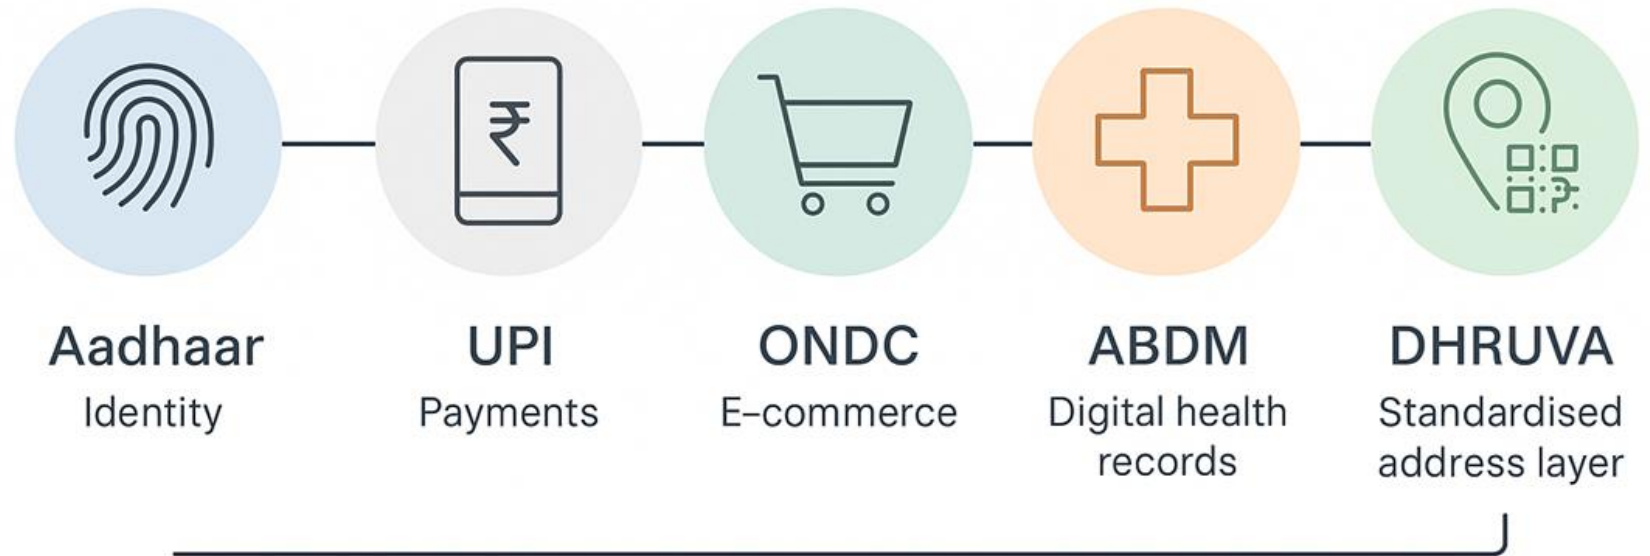 ₹
Aadhaar
Identity
UPI
Payments
ONDC
E–commerce
ABDM
Digital health
records
DHRUVA
Standardised
address layer